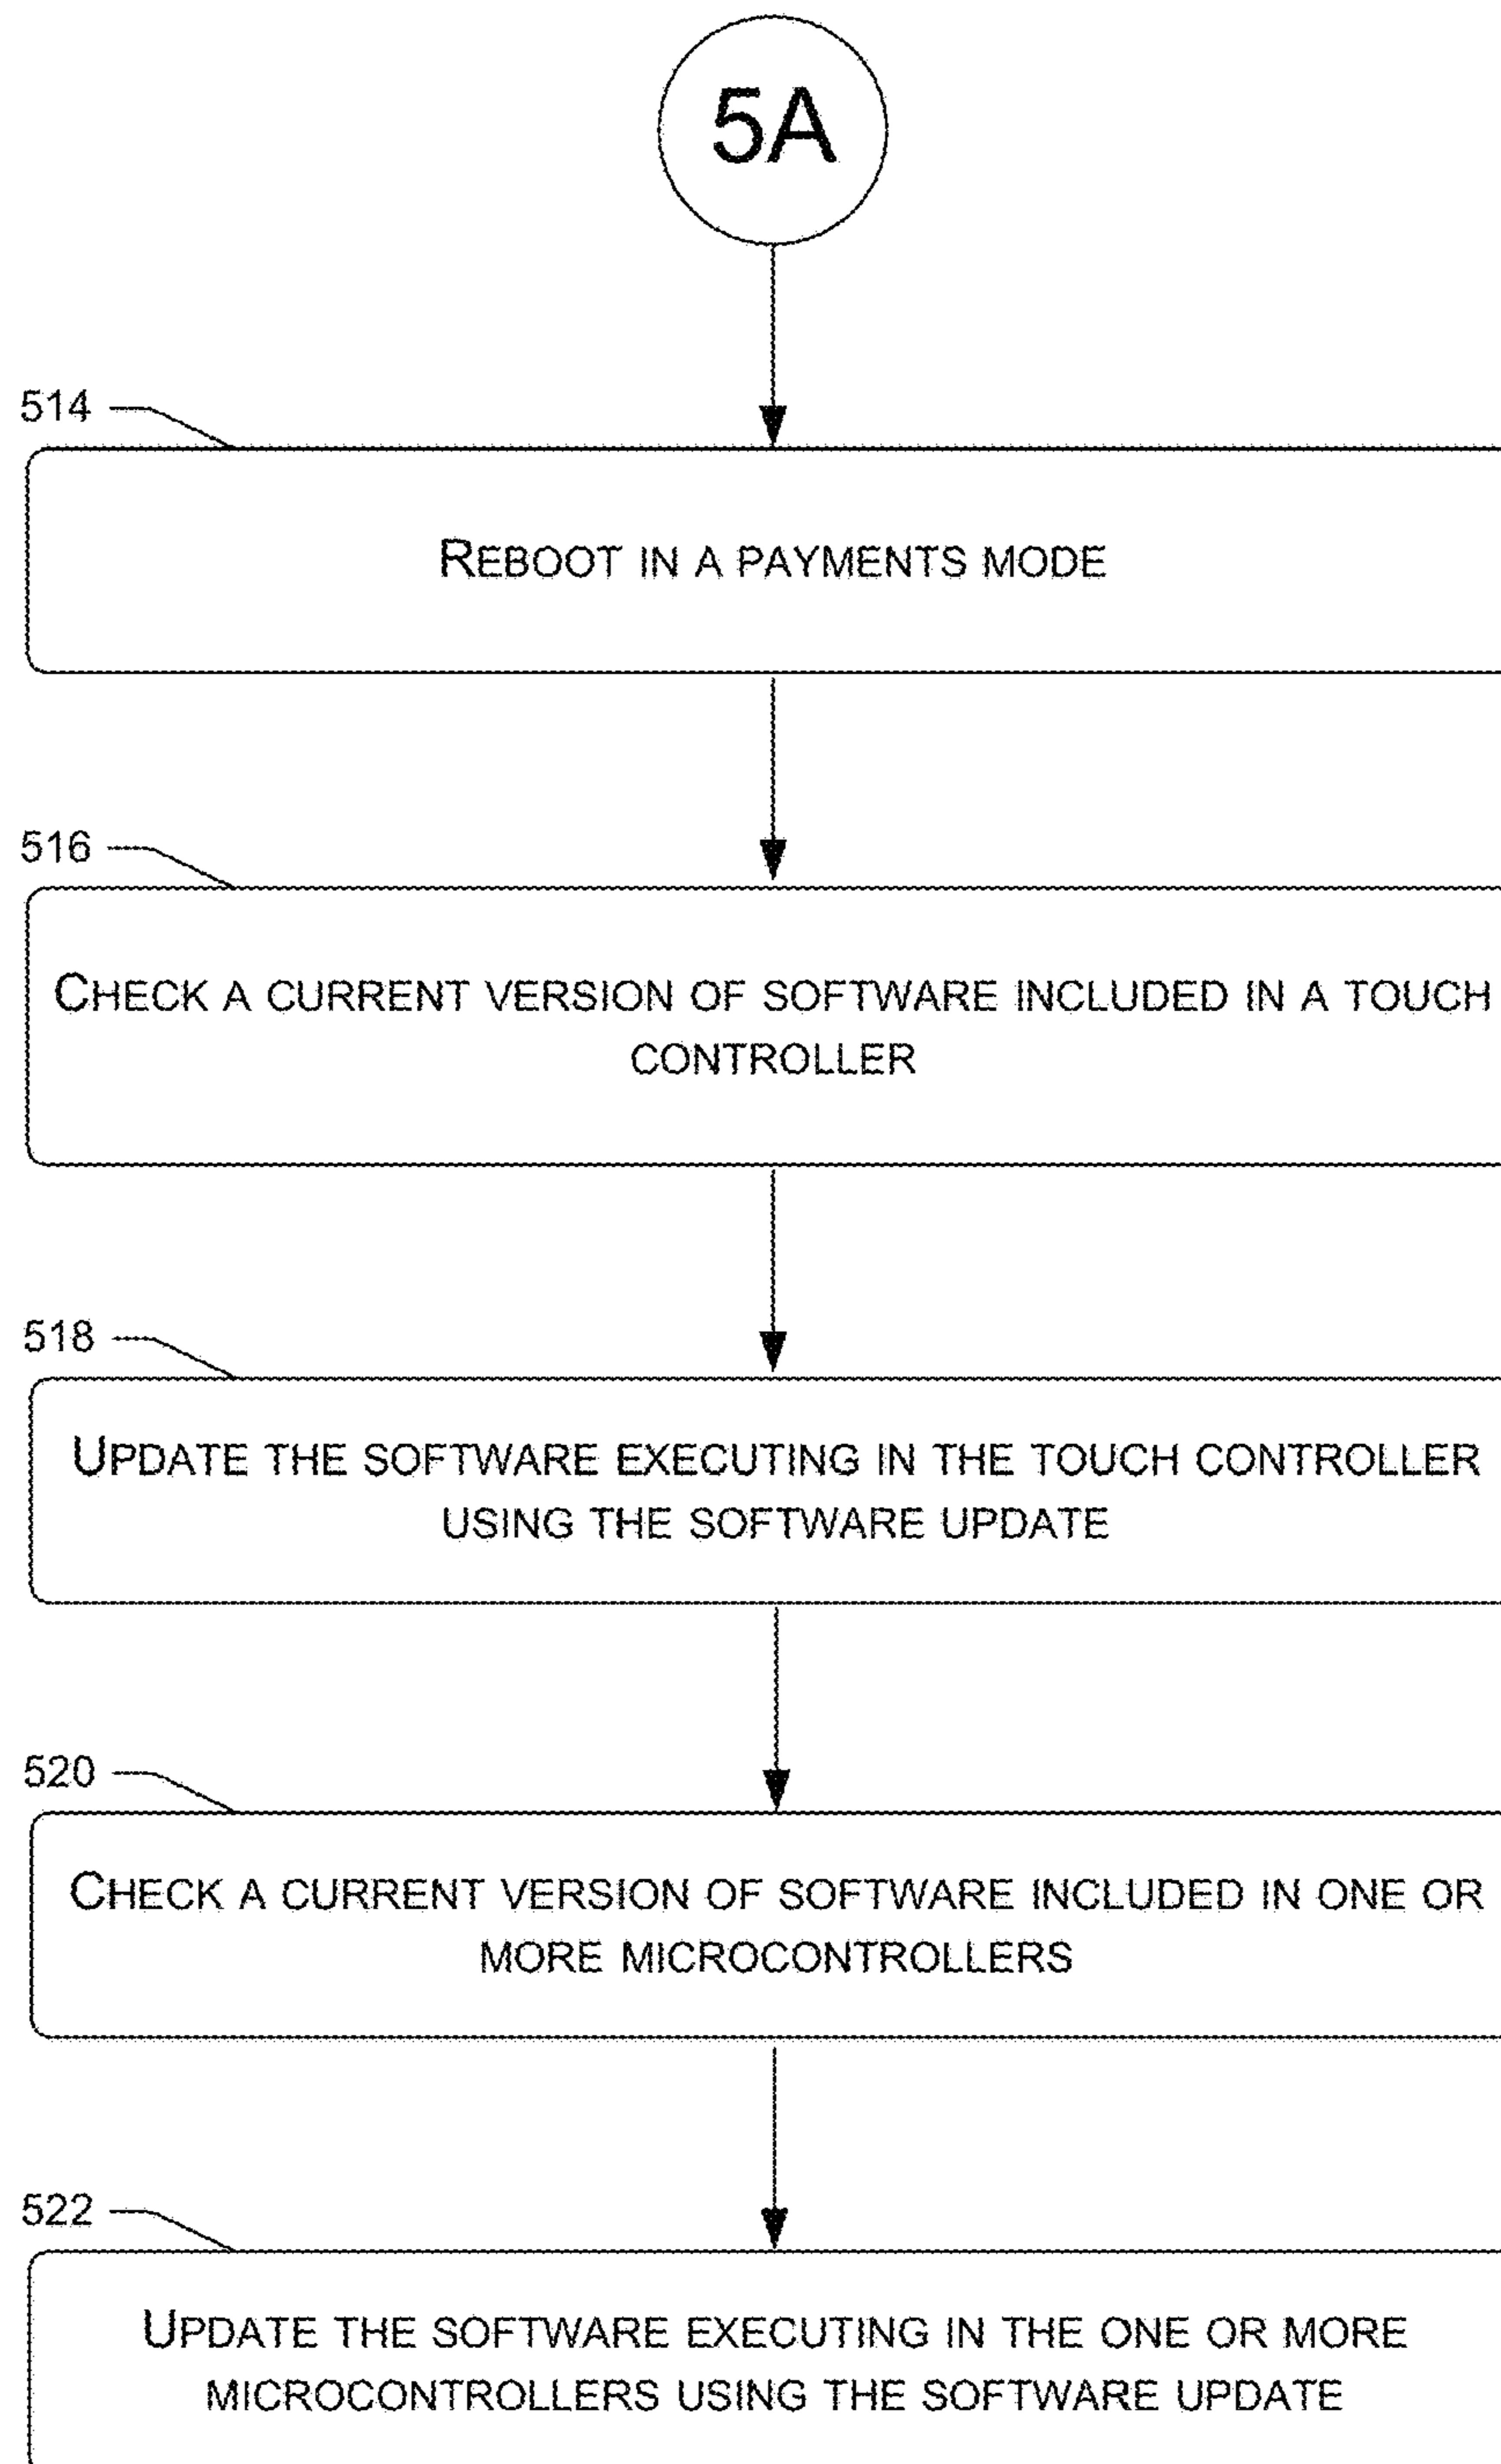 5A
514
REBOOT IN A PAYMENTS MODE
516
CHECK A CURRENT VERSION OF SOFTWARE INCLUDED IN A TOUCH
CONTROLLER
518
UPDATE THE SOFTWARE EXECUTING IN THE TOUCH CONTROLLER
USING THE SOFTWARE UPDATE
520
CHECK A CURRENT VERSION OF SOFTWARE INCLUDED IN ONE OR
MORE MICROCONTROLLERS
522
UPDATE THE SOFTWARE EXECUTING IN THE ONE OR MORE
MICROCONTROLLERS USING THE SOFTWARE UPDATE